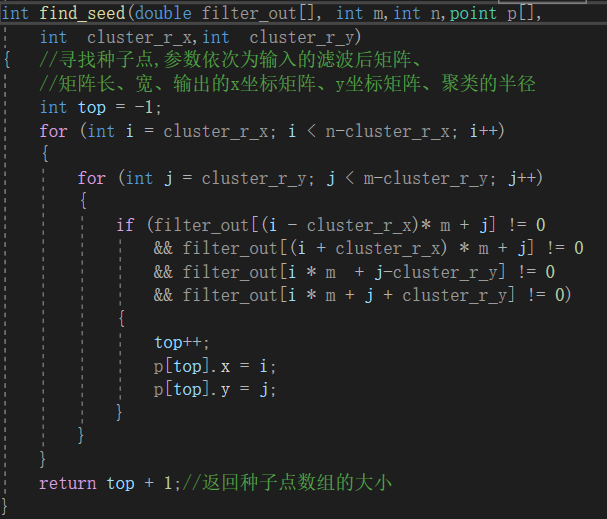 int find_seed(double filter_out[], int m,int n,point p[],
    int  cluster_r_x,int  cluster_r_y)
{   //寻找种子点,参数依次为输入的滤波后矩阵、
    //矩阵长、宽、输出的x坐标矩阵、y坐标矩阵、聚类的半径
    int top = -1;
    for (int i = cluster_r_x; i < n-cluster_r_x; i++)
    {
        for (int j = cluster_r_y; j < m-cluster_r_y; j++)
        {
            if (filter_out[(i - cluster_r_x)* m + j] != 0
                && filter_out[(i + cluster_r_x) * m + j] != 0
                && filter_out[i * m  + j-cluster_r_y] != 0
                && filter_out[i * m + j + cluster_r_y] != 0)
            {
                top++;
                p[top].x = i;
                p[top].y = j;
            }
        }
    }
    return top + 1;//返回种子点数组的大小
}